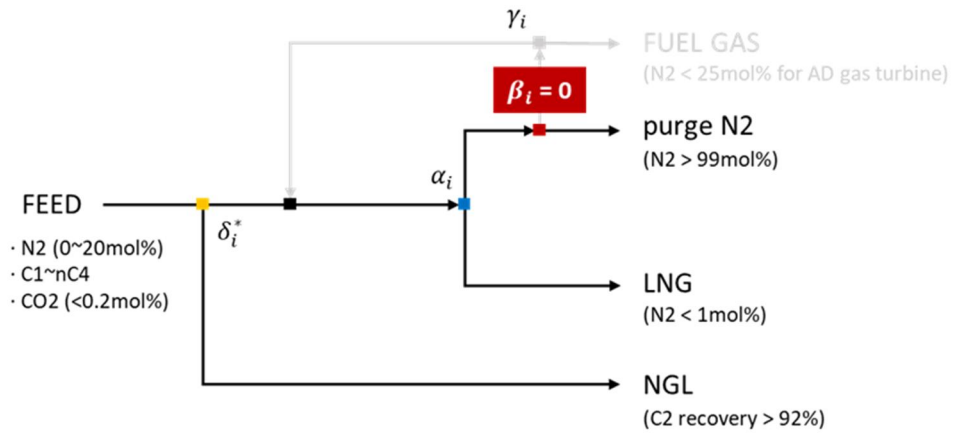 γi
FUEL GAS
(N2 < 25mol% for AD gas turbine)
βi = 0
purge N2
(N2 > 99mol%)
αi
FEED
δi*
· N2 (0~20mol%)
· C1~nC4
· CO2 (<0.2mol%)
LNG
(N2 < 1mol%)
NGL
(C2 recovery > 92%)